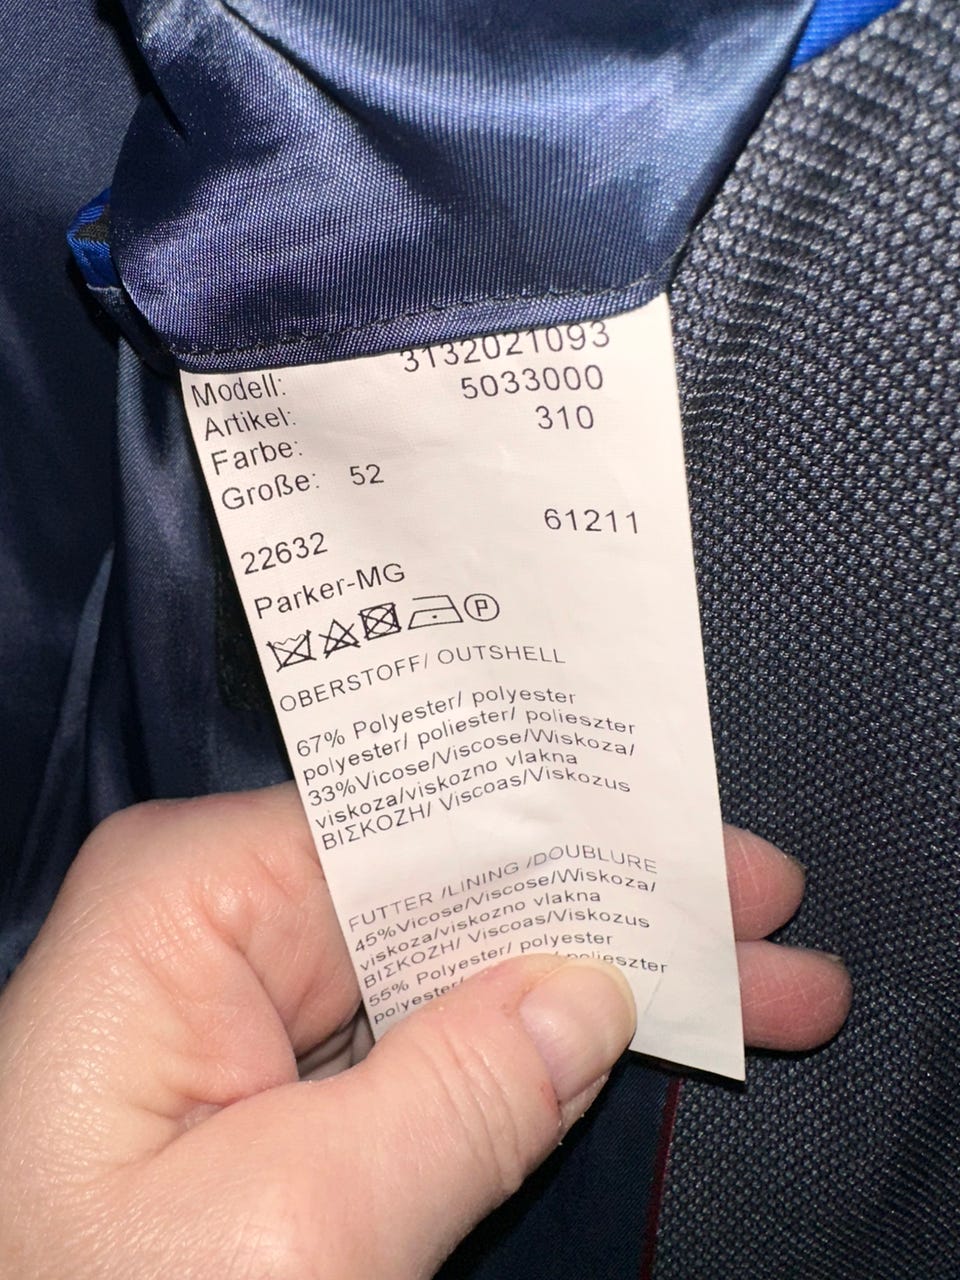 3132021093
Modell: 5033000
Artikel: 310
Farbe:
Große: 52
22632 61211
Parker-MG
P
OBERSTOFF/ OUTSHELL
67% Polyester/ polyester
polyester/ poliester/ polieszter
33%Vicose/Viscose/Wiskoza/
viskoza/viskozno vlakna
ΒΙΣΚΟΖΗ/ Viscoas/Viskozus
FUTTER /LINING /DOUBLURE
45%Vicose/Viscose/Wiskoza/
viskoza/viskozno vlakna
ΒΙΣΚΟΖΗ/ Viscoas/Viskozus
55% Polyester/ polyester
polyester/ polieszter